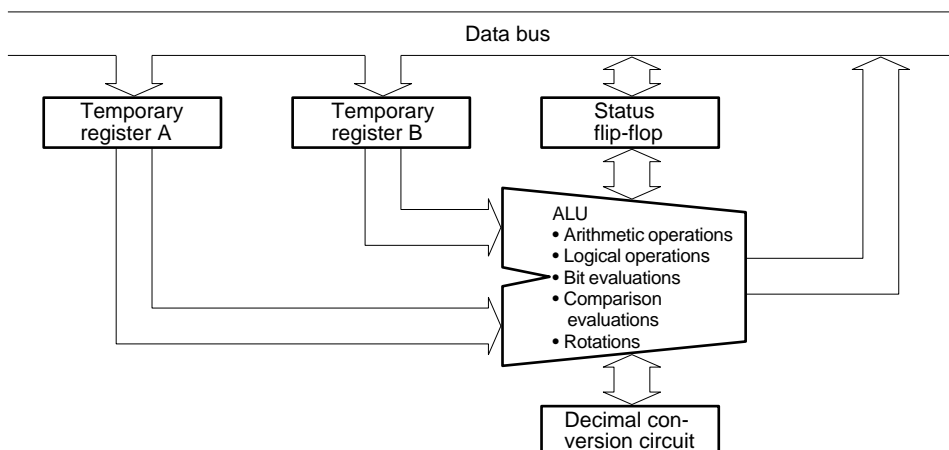 Data bus
Temporary
register A
Temporary
register B
Status
flip-flop
ALU
• Arithmetic operations
• Logical operations
• Bit evaluations
• Comparison
evaluations
• Rotations
Decimal con-
version circuit